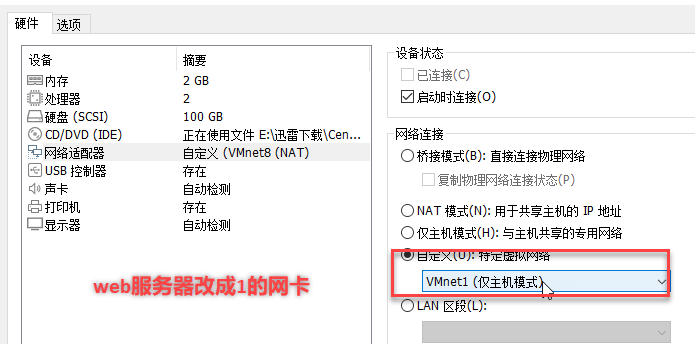 硬件 选项
设备 摘要
内存 2 GB
处理器 2
硬盘 (SCSI) 100 GB
CD/DVD (IDE) 正在使用文件 E:\迅雷下载\Cen...
网络适配器 自定义 (VMnet8 (NAT)
USB 控制器 存在
声卡 自动检测
打印机 存在
显示器 自动检测
web服务器改成1的网卡
设备状态
已连接(C)
启动时连接(O)
网络连接
桥接模式(B): 直接连接物理网络
复制物理网络连接状态(P)
NAT 模式(N): 用于共享主机的 IP 地址
仅主机模式(H): 与主机共享的专用网络
自定义(U): 特定虚拟网络
VMnet1 (仅主机模式)
LAN 区段(L):